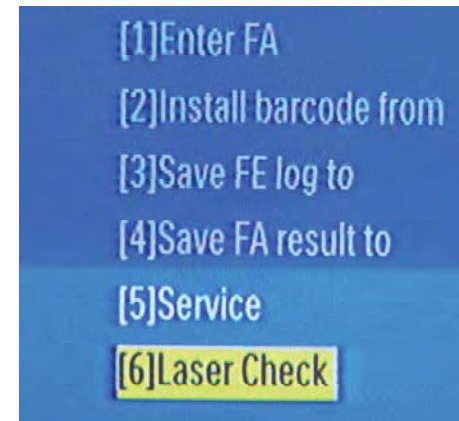 [1]Enter FA
[2]Install barcode from
[3]Save FE log to
[4]Save FA result to
[5]Service
[6]Laser Check